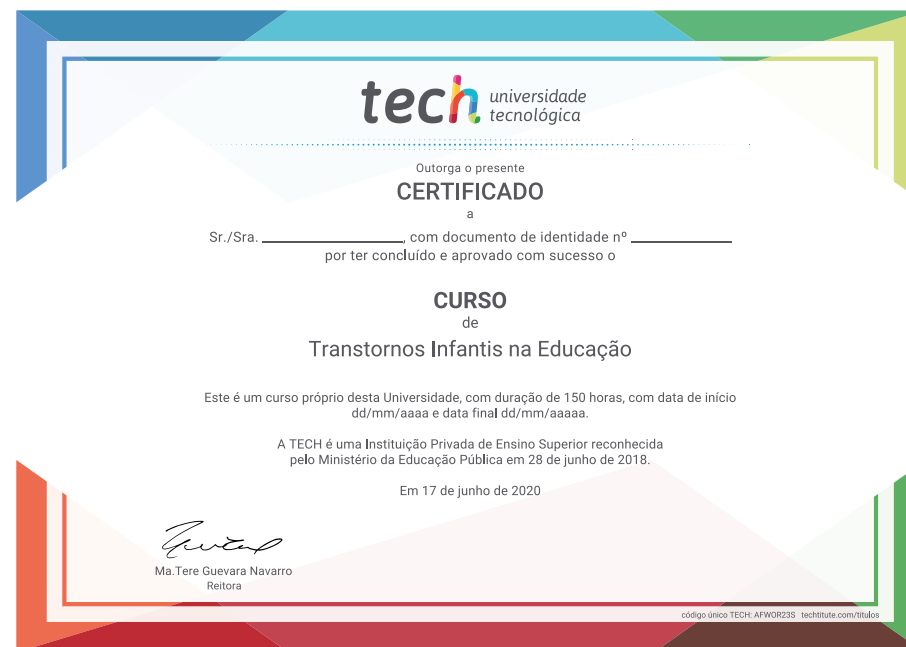 tech universidade
tecnológica
Outorga o presente
CERTIFICADO
a
Sr./Sra. ____________________, com documento de identidade nº ______________
por ter concluído e aprovado com sucesso o
CURSO
de
Transtornos Infantis na Educação
Este é um curso próprio desta Universidade, com duração de 150 horas, com data de início
dd/mm/aaaa e data final dd/mm/aaaaa.
A TECH é uma Instituição Privada de Ensino Superior reconhecida
pelo Ministério da Educação Pública em 28 de junho de 2018.
Em 17 de junho de 2020
Ma.Tere Guevara Navarro
Reitora
código único TECH: AFWOR23S techtitute.com/titulos